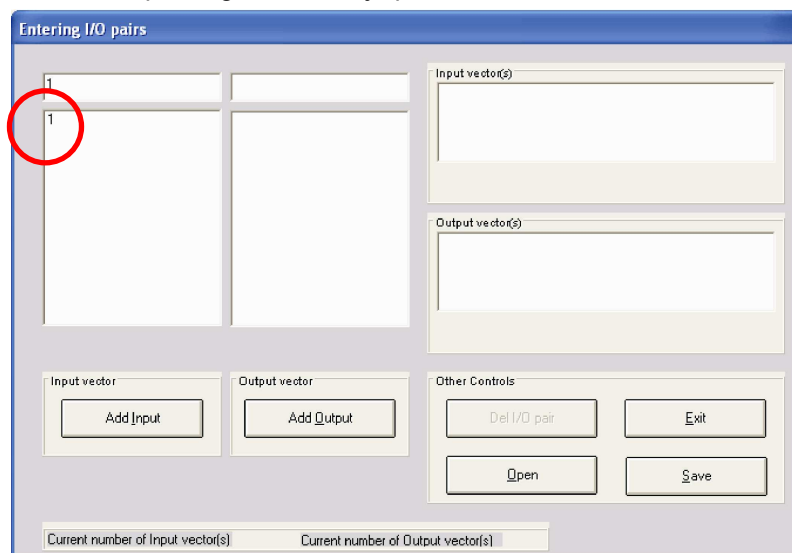 Entering I/O pairs
1
1
Input vector(s)
Output vector(s)
Input vector
Output vector
Other Controls
Add Input
Add Output
Del I/O pair
Exit
Open
Save
Current number of Input vector(s)
Current number of Output vector(s)